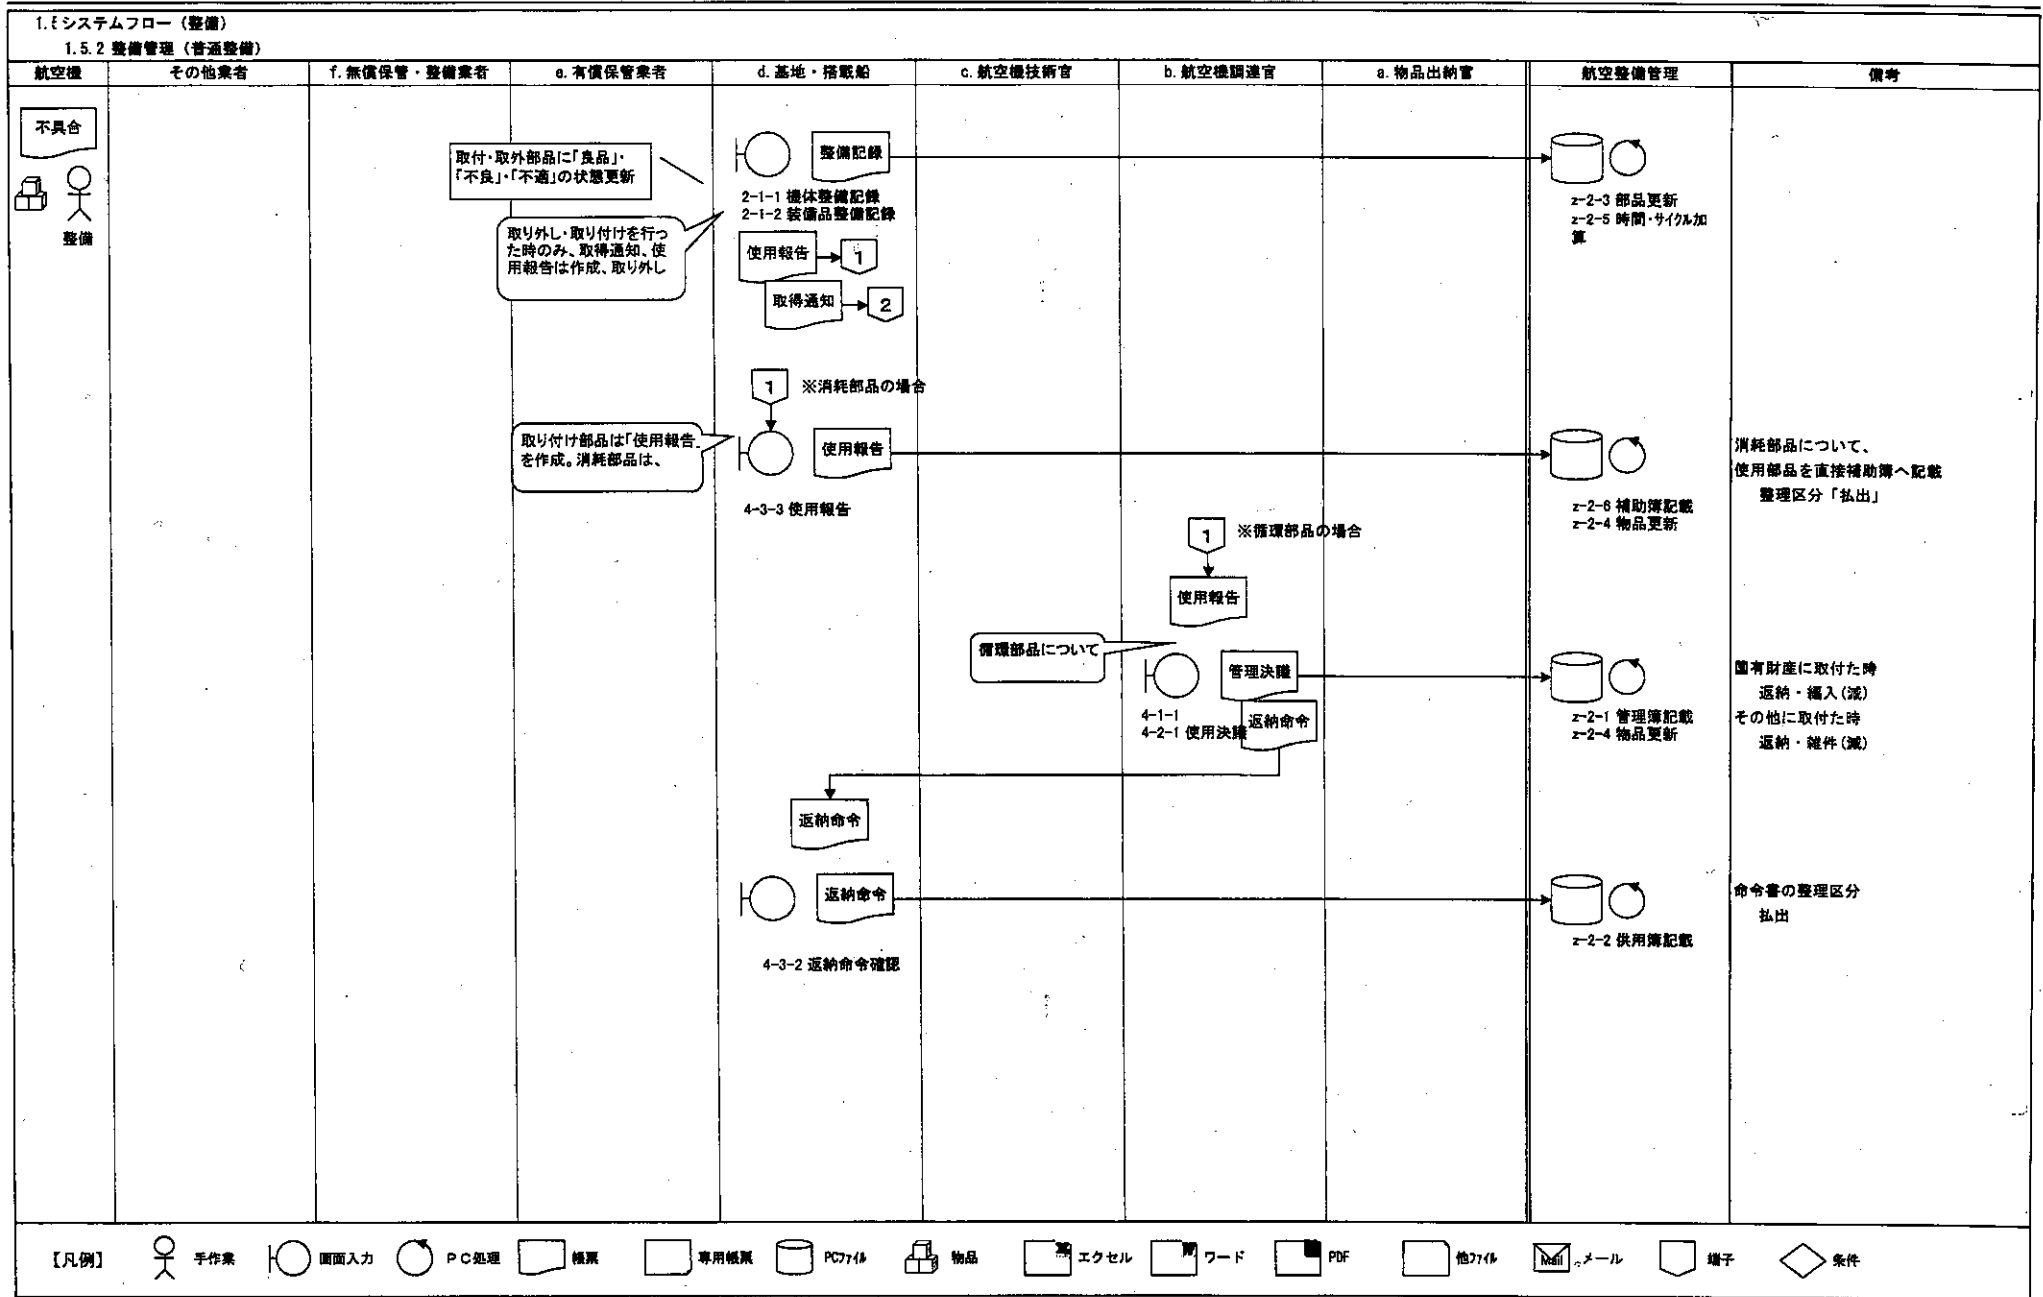 1.5 システムフロー（整備）
1.5.2 整備管理（普通整備）
航空機
その他業者
f.無償保管・整備業者
e.有償保管業者
d.基地・搭載船
c.航空機技術官
b.航空機調達官
a.物品出納官
航空整備管理
備考
不具合
整備
取付・取外部品に「良品」・
「不良」・「不適」の状態更新
整備記録
2-1-1 機体整備記録
2-1-2 装備品整備記録
z-2-3 部品更新
z-2-5 時間・サイクル加
算
取り外し・取り付けを行っ
た時のみ、取得通知、使
用報告は作成、取り外し
使用報告
1
取得通知
2
1
※消耗部品の場合
取り付け部品は「使用報告」
を作成。消耗部品は、
使用報告
4-3-3 使用報告
z-2-6 補助簿記載
z-2-4 物品更新
消耗部品について、
使用部品を直接補助簿へ記載
整理区分「払出」
1
※循環部品の場合
使用報告
循環部品について
管理決議
返納命令
4-1-1
4-2-1 使用決議
z-2-1 管理簿記載
z-2-4 物品更新
国有財産に取付た時
返納・編入(減)
その他に取付た時
返納・雑件(減)
返納命令
返納命令
4-3-2 返納命令確認
z-2-2 供用簿記載
命令書の整理区分
払出
【凡例】
手作業
画面入力
ＰＣ処理
帳票
専用帳票
PCファイル
物品
エクセル
ワード
PDF
他ファイル
Mail
メール
端子
条件